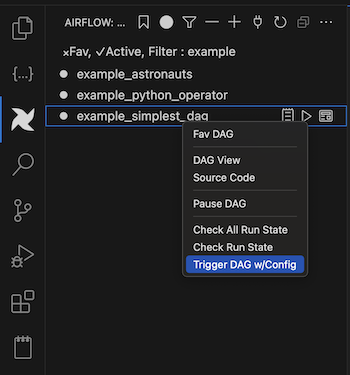 AIRFLOW: ...
×Fav, ✓Active, Filter : example
example_astronauts
example_python_operator
example_simplest_dag
Fav DAG
DAG View
Source Code
Pause DAG
Check All Run State
Check Run State
Trigger DAG w/Config